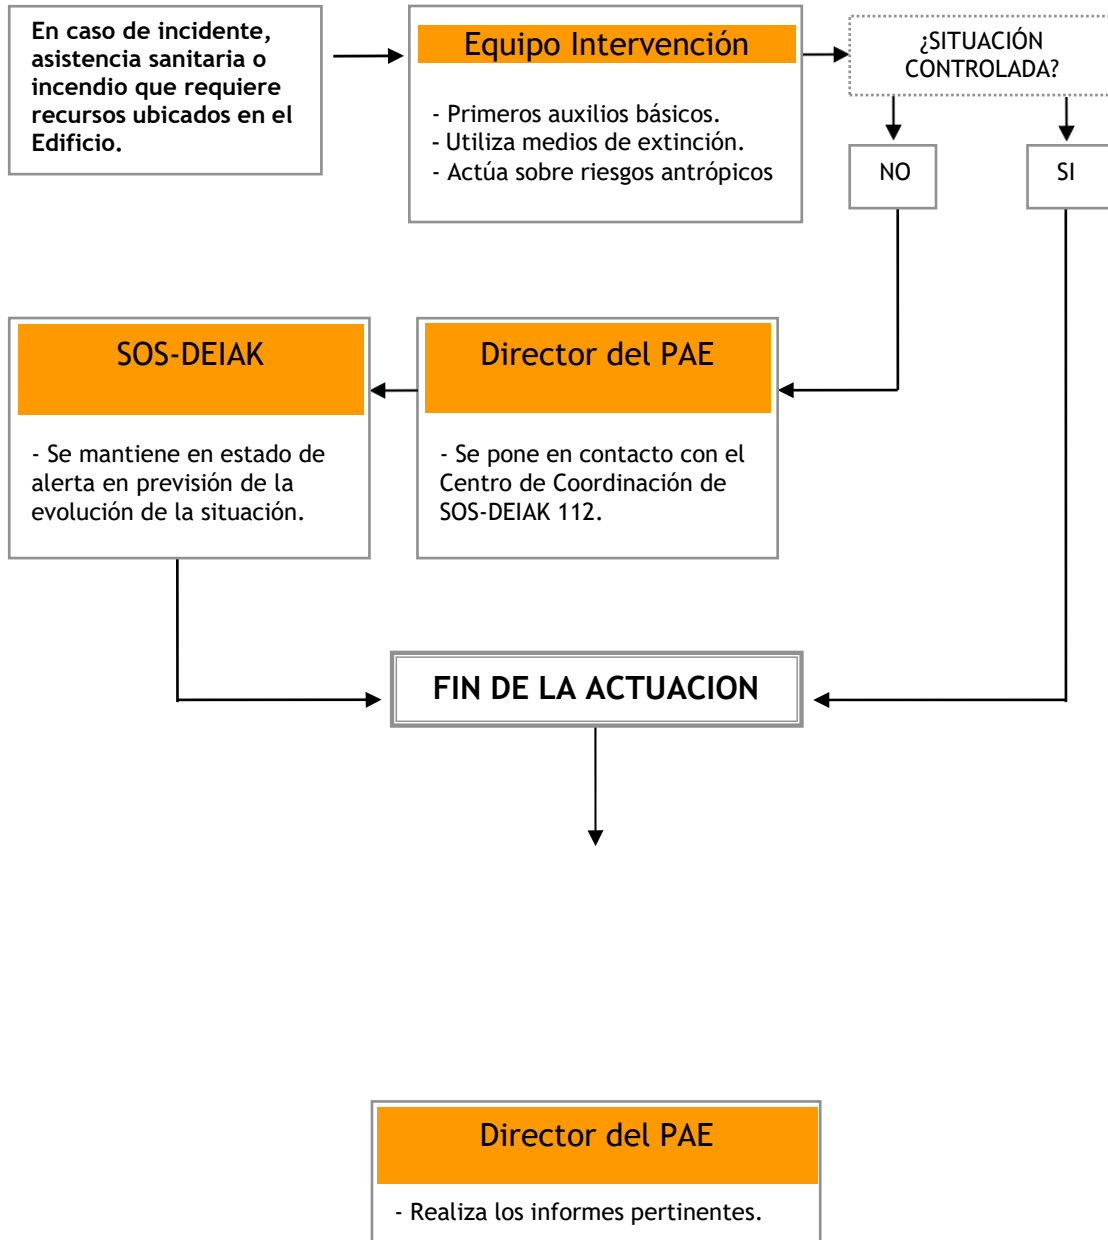 En caso de incidente,
asistencia sanitaria o
incendio que requiere
recursos ubicados en el
Edificio.
Equipo Intervención
- Primeros auxilios básicos.
- Utiliza medios de extinción.
- Actúa sobre riesgos antrópicos
¿SITUACIÓN
CONTROLADA?
NO
SI
SOS-DEIAK
- Se mantiene en estado de
alerta en previsión de la
evolución de la situación.
Director del PAE
- Se pone en contacto con el
Centro de Coordinación de
SOS-DEIAK 112.
FIN DE LA ACTUACION
Director del PAE
- Realiza los informes pertinentes.